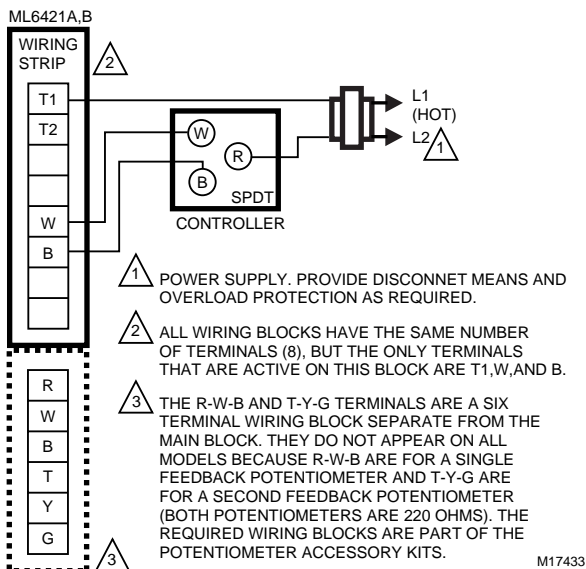 ML6421A,B
WIRING
STRIP
2
T1
T2
W
B
W
R
B
SPDT
CONTROLLER
L1
(HOT)
L2
1
1
POWER SUPPLY. PROVIDE DISCONNET MEANS AND
OVERLOAD PROTECTION AS REQUIRED.
2
ALL WIRING BLOCKS HAVE THE SAME NUMBER
OF TERMINALS (8), BUT THE ONLY TERMINALS
THAT ARE ACTIVE ON THIS BLOCK ARE T1,W,AND B.
3
THE R-W-B AND T-Y-G TERMINALS ARE A SIX
TERMINAL WIRING BLOCK SEPARATE FROM THE
MAIN BLOCK. THEY DO NOT APPEAR ON ALL
MODELS BECAUSE R-W-B ARE FOR A SINGLE
FEEDBACK POTENTIOMETER AND T-Y-G ARE
FOR A SECOND FEEDBACK POTENTIOMETER
(BOTH POTENTIOMETERS ARE 220 OHMS). THE
REQUIRED WIRING BLOCKS ARE PART OF THE
POTENTIOMETER ACCESSORY KITS.
R
W
B
T
Y
G
3
M17433